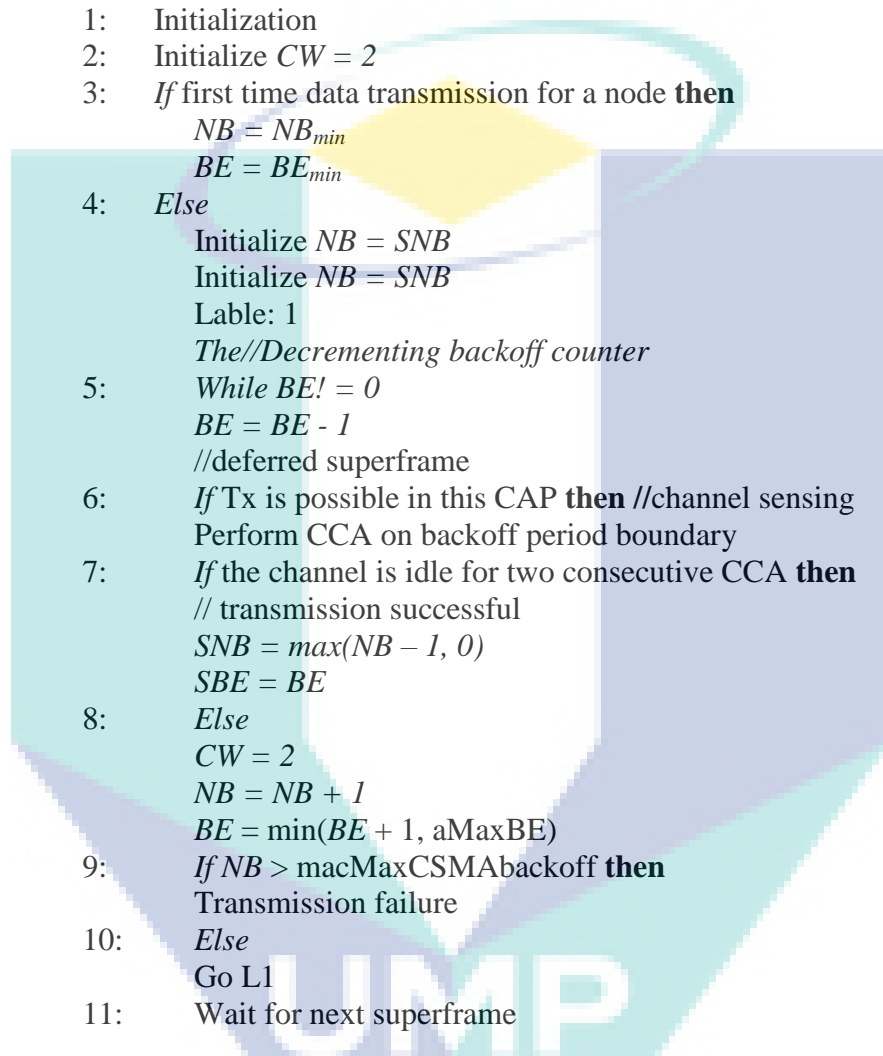 1: Initialization
2: Initialize CW = 2
3: If first time data transmission for a node then
NB = NBmin
BE = BEmin
4: Else
Initialize NB = SNB
Initialize NB = SNB
Lable: 1
The//Decrementing backoff counter
5: While BE! = 0
BE = BE - 1
//deferred superframe
6: If Tx is possible in this CAP then //channel sensing
Perform CCA on backoff period boundary
7: If the channel is idle for two consecutive CCA then
// transmission successful
SNB = max(NB – 1, 0)
SBE = BE
8: Else
CW = 2
NB = NB + 1
BE = min(BE + 1, aMaxBE)
9: If NB > macMaxCSMAbackoff then
Transmission failure
10: Else
Go L1
11: Wait for next superframe
UMP